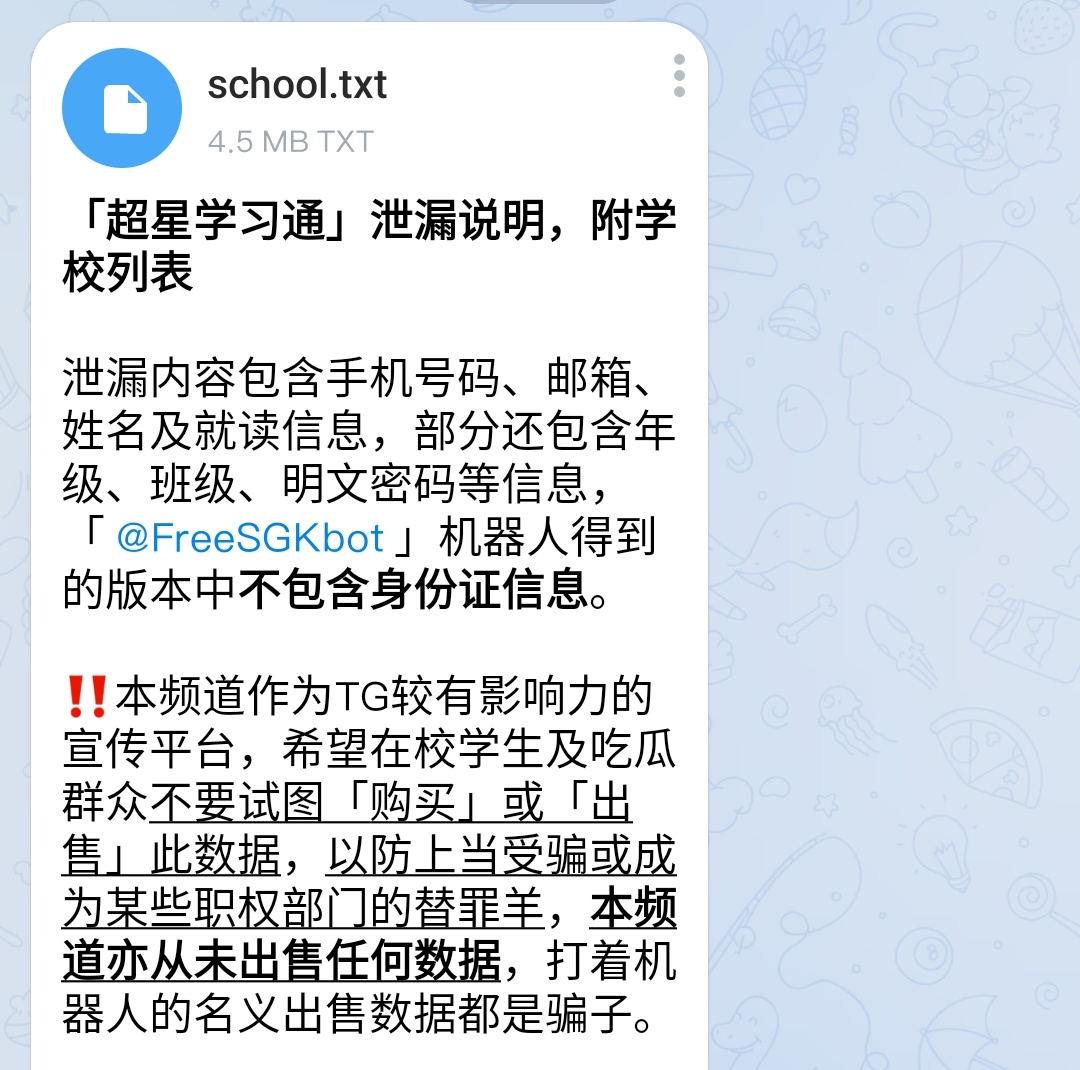 school.txt
4.5 MB TXT
「超星学习通」泄漏说明，附学
校列表
泄漏内容包含手机号码、邮箱、
姓名及就读信息，部分还包含年
级、班级、明文密码等信息，
「 @FreeSGKbot 」机器人得到
的版本中不包含身份证信息。
‼️本频道作为TG较有影响力的
宣传平台，希望在校学生及吃瓜
群众不要试图「购买」或「出
售」此数据，以防上当受骗或成
为某些职权部门的替罪羊，本频
道亦从未出售任何数据，打着机
器人的名义出售数据都是骗子。